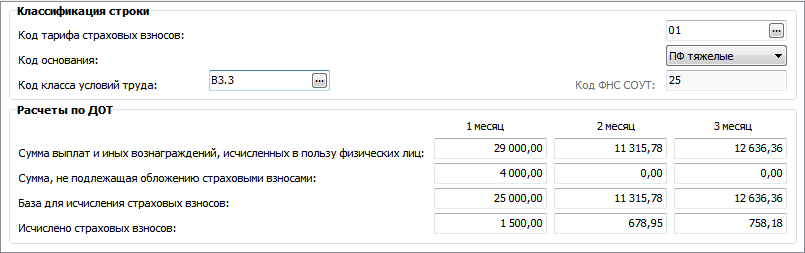 Классификация строки
Код тарифа страховых взносов: 01 ...
Код основания: ПФ тяжелые
Код класса условий труда: В3.3 ... Код ФНС СОУТ: 25
Расчеты по ДОТ
1 месяц 2 месяц 3 месяц
Сумма выплат и иных вознаграждений, исчисленных в пользу физических лиц: 29 000,00 11 315,78 12 636,36
Сумма, не подлежащая обложению страховыми взносами: 4 000,00 0,00 0,00
База для исчисления страховых взносов: 25 000,00 11 315,78 12 636,36
Исчислено страховых взносов: 1 500,00 678,95 758,18